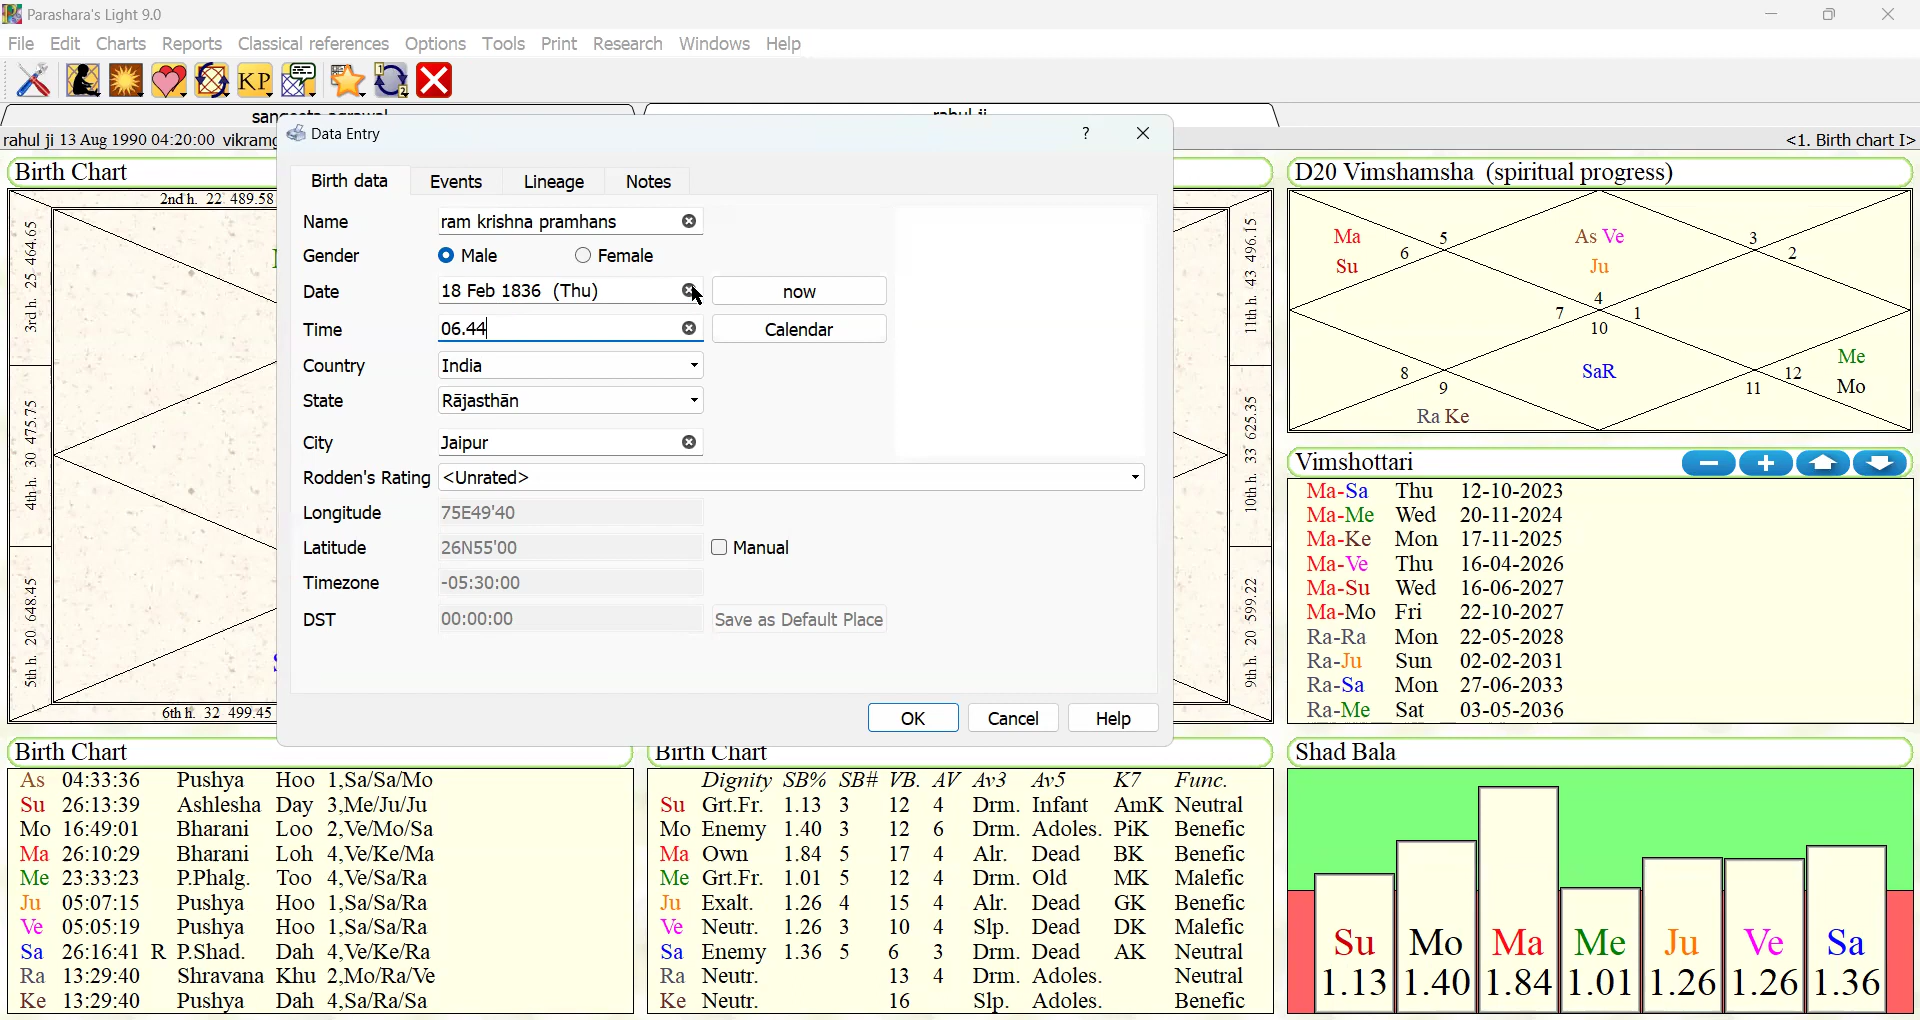 Parashara's Light 9.0
File Edit Charts Reports Classical references Options Tools Print Research Windows Help
KP
1 2
rahul ji 13 Aug 1990 04:20:00
<1. Birth chart I>
Data Entry ?
Birth data Events Lineage Notes
Name ram krishna pramhans
Gender Male Female
Date 18 Feb 1836 (Thu) now
Time 06.44 Calendar
Country India
State Rājasthān
City Jaipur
Rodden's Rating <Unrated>
Longitude 75E49'40
Latitude 26N55'00 Manual
Timezone -05:30:00
DST 00:00:00 Save as Default Place
OK Cancel Help
Birth Chart
2nd h. 22 489.58
3rd h. 25 464.65
4th h. 30 475.75
5th h. 20 648.45
6th h. 32 499.45
11th h. 43 496.15
10th h. 33 625.35
9th h. 20 599.22
D20 Vimshamsha (spiritual progress)
Ma Su
5
6
As Ve
Ju
3
2
4
7 1
10
8
9
SaR
11
12
Me
Mo
Ra Ke
Vimshottari
Ma-Sa Thu 12-10-2023
Ma-Me Wed 20-11-2024
Ma-Ke Mon 17-11-2025
Ma-Ve Thu 16-04-2026
Ma-Su Wed 16-06-2027
Ma-Mo Fri 22-10-2027
Ra-Ra Mon 22-05-2028
Ra-Ju Sun 02-02-2031
Ra-Sa Mon 27-06-2033
Ra-Me Sat 03-05-2036
Birth Chart
As 04:33:36 Pushya Hoo 1,Sa/Sa/Mo
Su 26:13:39 Ashlesha Day 3,Me/Ju/Ju
Mo 16:49:01 Bharani Loo 2,Ve/Mo/Sa
Ma 26:10:29 Bharani Loh 4,Ve/Ke/Ma
Me 23:33:23 P.Phalg. Too 4,Ve/Sa/Ra
Ju 05:07:15 Pushya Hoo 1,Sa/Sa/Ra
Ve 05:05:19 Pushya Hoo 1,Sa/Sa/Ra
Sa 26:16:41 R P.Shad. Dah 4,Ve/Ke/Ra
Ra 13:29:40 Shravana Khu 2,Mo/Ra/Ve
Ke 13:29:40 Pushya Dah 4,Sa/Ra/Sa
Birth Chart
Dignity SB% SB# VB. AV Av3 Av5 K7 Func.
Su Grt.Fr. 1.13 3 12 4 Drm. Infant AmK Neutral
Mo Enemy 1.40 3 12 6 Drm. Adoles. PiK Benefic
Ma Own 1.84 5 17 4 Alr. Dead BK Benefic
Me Grt.Fr. 1.01 5 12 4 Drm. Old MK Malefic
Ju Exalt. 1.26 4 15 4 Alr. Dead GK Benefic
Ve Neutr. 1.26 3 10 4 Slp. Dead DK Malefic
Sa Enemy 1.36 5 6 3 Drm. Dead AK Neutral
Ra Neutr. 13 4 Drm. Adoles. Neutral
Ke Neutr. 16 Slp. Adoles. Benefic
Shad Bala
Su Mo Ma Me Ju Ve Sa
1.13 1.40 1.84 1.01 1.26 1.26 1.36